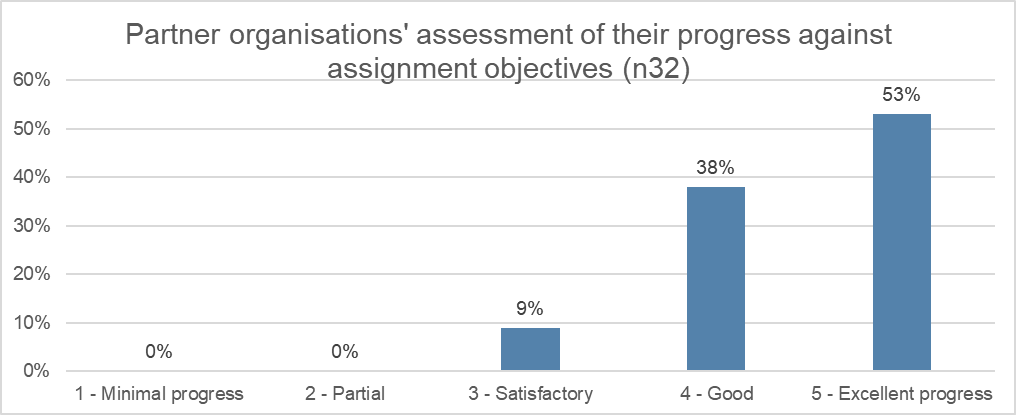 Partner organisations' assessment of their progress against
assignment objectives (n32)
60%
50%
40%
30%
20%
10%
0%
0%
0%
9%
38%
53%
1 - Minimal progress
2 - Partial
3 - Satisfactory
4 - Good
5 - Excellent progress